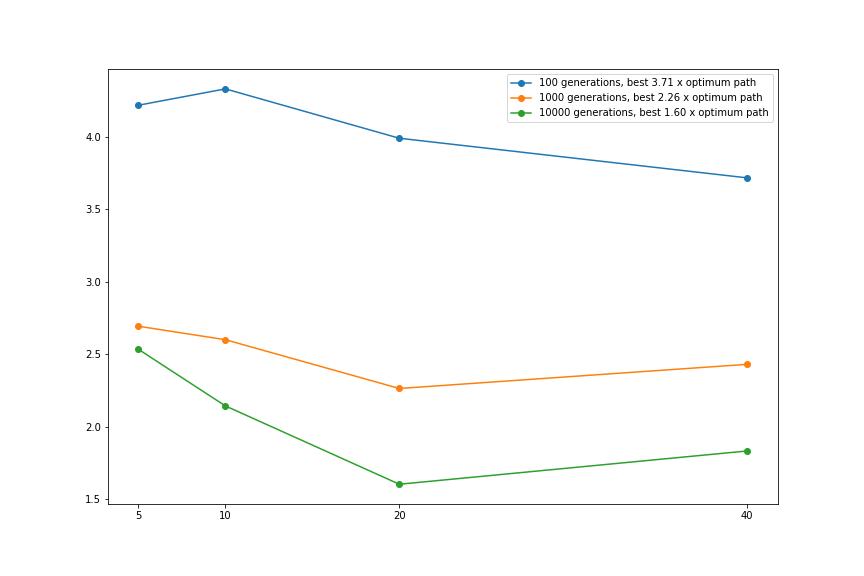 100 generations, best 3.71 x optimum path
1000 generations, best 2.26 x optimum path
10000 generations, best 1.60 x optimum path
4.0
3.5
3.0
2.5
2.0
1.5
5 10 20 40